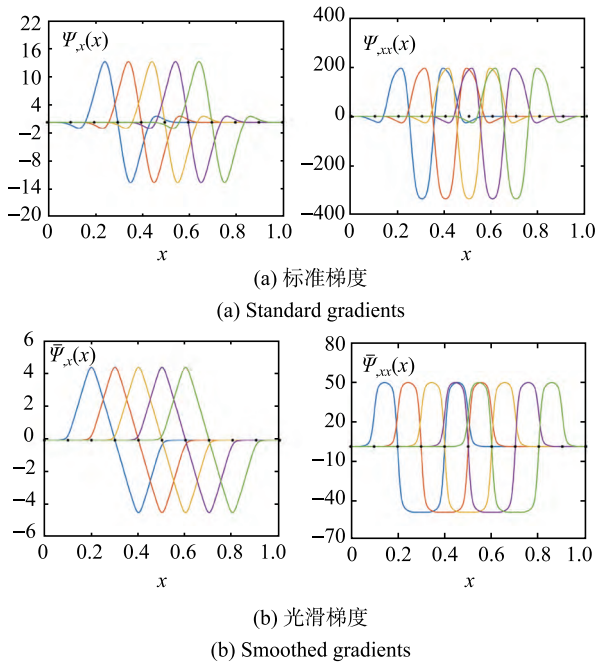 Ψ,x(x)
22
16
10
4
−2
−8
−14
−20
0 0.2 0.4 0.6 0.8 1.0
x
Ψ,xx(x)
400
200
0
−200
−400
0 0.2 0.4 0.6 0.8 1.0
x
(a) 标准梯度
(a) Standard gradients
Ψ̄,x(x)
6
4
2
0
−2
−4
−6
0 0.2 0.4 0.6 0.8 1.0
x
Ψ̄,xx(x)
80
50
20
−10
−40
−70
0 0.2 0.4 0.6 0.8 1.0
x
(b) 光滑梯度
(b) Smoothed gradients